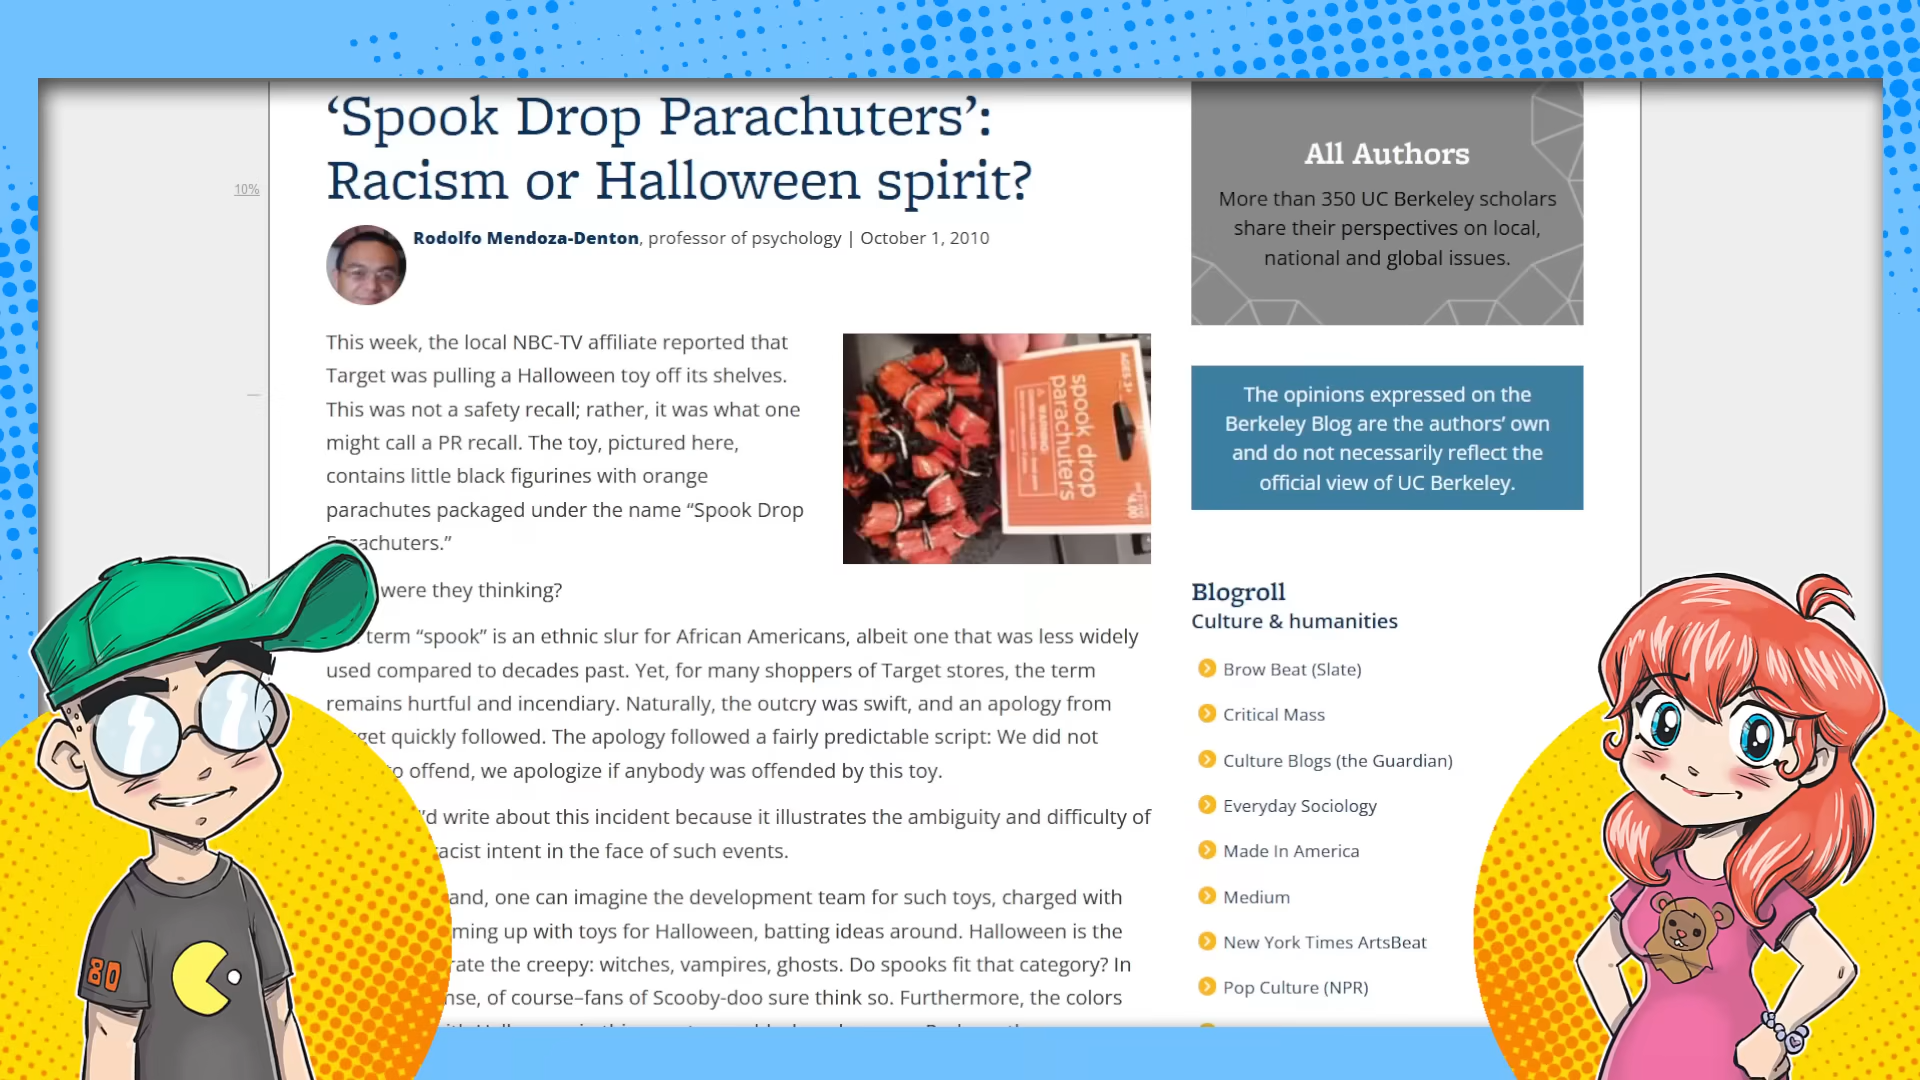 ‘Spook Drop Parachuters’:
Racism or Halloween spirit?
10%
Rodolfo Mendoza-Denton, professor of psychology | October 1, 2010
This week, the local NBC-TV affiliate reported that
Target was pulling a Halloween toy off its shelves.
This was not a safety recall; rather, it was what one
might call a PR recall. The toy, pictured here,
contains little black figurines with orange
parachutes packaged under the name “Spook Drop
achuters.”
were they thinking?
term “spook” is an ethnic slur for African Americans, albeit one that was less widely
used compared to decades past. Yet, for many shoppers of Target stores, the term
remains hurtful and incendiary. Naturally, the outcry was swift, and an apology from
get quickly followed. The apology followed a fairly predictable script: We did not
to offend, we apologize if anybody was offended by this toy.
’d write about this incident because it illustrates the ambiguity and difficulty of
acist intent in the face of such events.
and, one can imagine the development team for such toys, charged with
ming up with toys for Halloween, batting ideas around. Halloween is the
rate the creepy: witches, vampires, ghosts. Do spooks fit that category? In
nse, of course–fans of Scooby-doo sure think so. Furthermore, the colors
spook drop
parachuters
WARNING:
AGES 3+
All Authors
More than 350 UC Berkeley scholars
share their perspectives on local,
national and global issues.
The opinions expressed on the
Berkeley Blog are the authors’ own
and do not necessarily reflect the
official view of UC Berkeley.
Blogroll
Culture & humanities
Brow Beat (Slate)
Critical Mass
Culture Blogs (the Guardian)
Everyday Sociology
Made In America
Medium
New York Times ArtsBeat
Pop Culture (NPR)
80